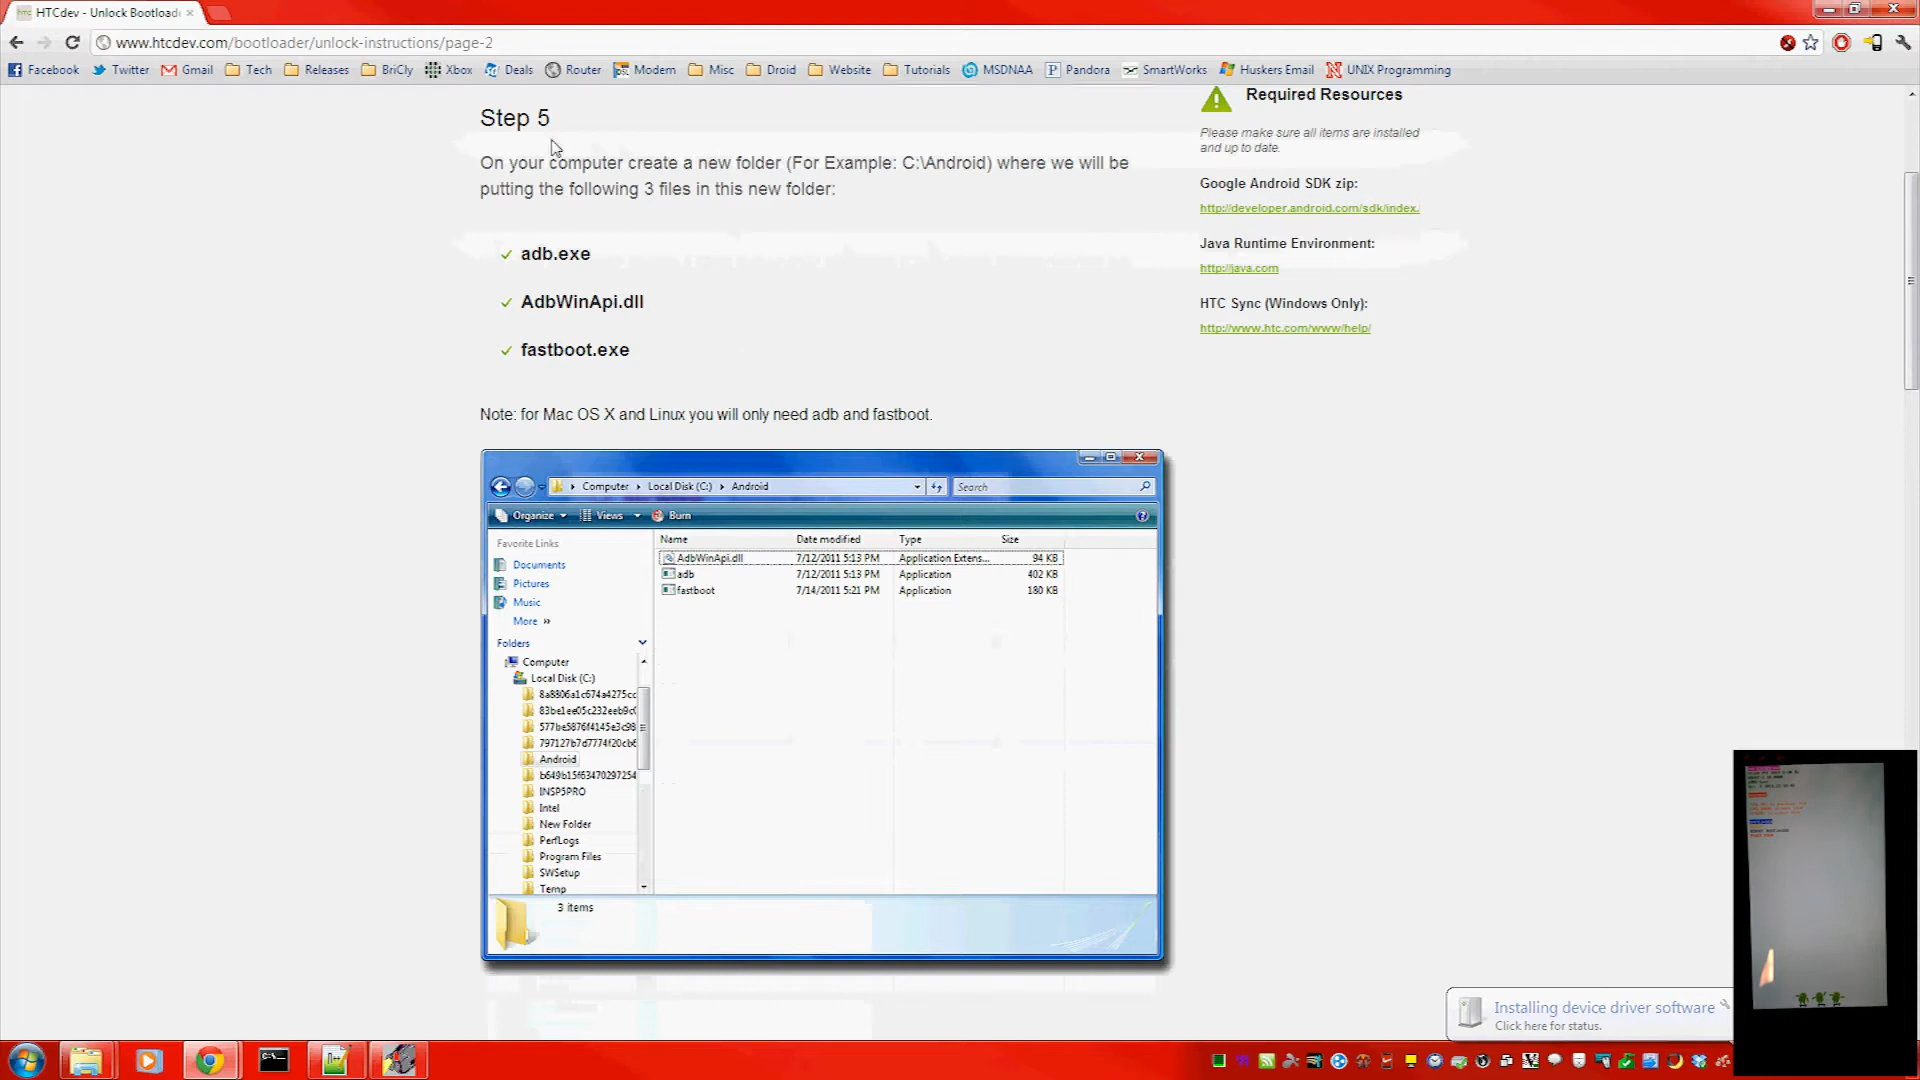 HTCdev - Unlock Bootloade
www.htcdev.com/bootloader/unlock-instructions/page-2
Facebook Twitter Gmail Tech Releases BriCly Xbox Deals Router Modem Misc Droid Website Tutorials MSDNAA Pandora SmartWorks Huskers Email UNIX Programming
Step 5
On your computer create a new folder (For Example: C:\Android) where we will be
putting the following 3 files in this new folder:
adb.exe
AdbWinApi.dll
fastboot.exe
Note: for Mac OS X and Linux you will only need adb and fastboot.
Computer Local Disk (C:) Android Search
Organize Views Burn
Favorite Links
Documents
Pictures
Music
More »
Folders
Computer
Local Disk (C:)
8a8806a1c674a4275cc
83be1ee05c232eeb9c0
577be5876f4145e3c98
797127b7d7774f20cb6
Android
b649b15f63470297254
INSP5PRO
Intel
New Folder
PerfLogs
Program Files
SWSetup
Temp
Name Date modified Type Size
AdbWinApi.dll 7/12/2011 5:13 PM Application Extens... 94 KB
adb 7/12/2011 5:13 PM Application 402 KB
fastboot 7/14/2011 5:21 PM Application 180 KB
3 items
Required Resources
Please make sure all items are installed
and up to date.
Google Android SDK zip:
http://developer.android.com/sdk/index.
Java Runtime Environment:
http://java.com
HTC Sync (Windows Only):
http://www.htc.com/www/help/
Installing device driver software
Click here for status.